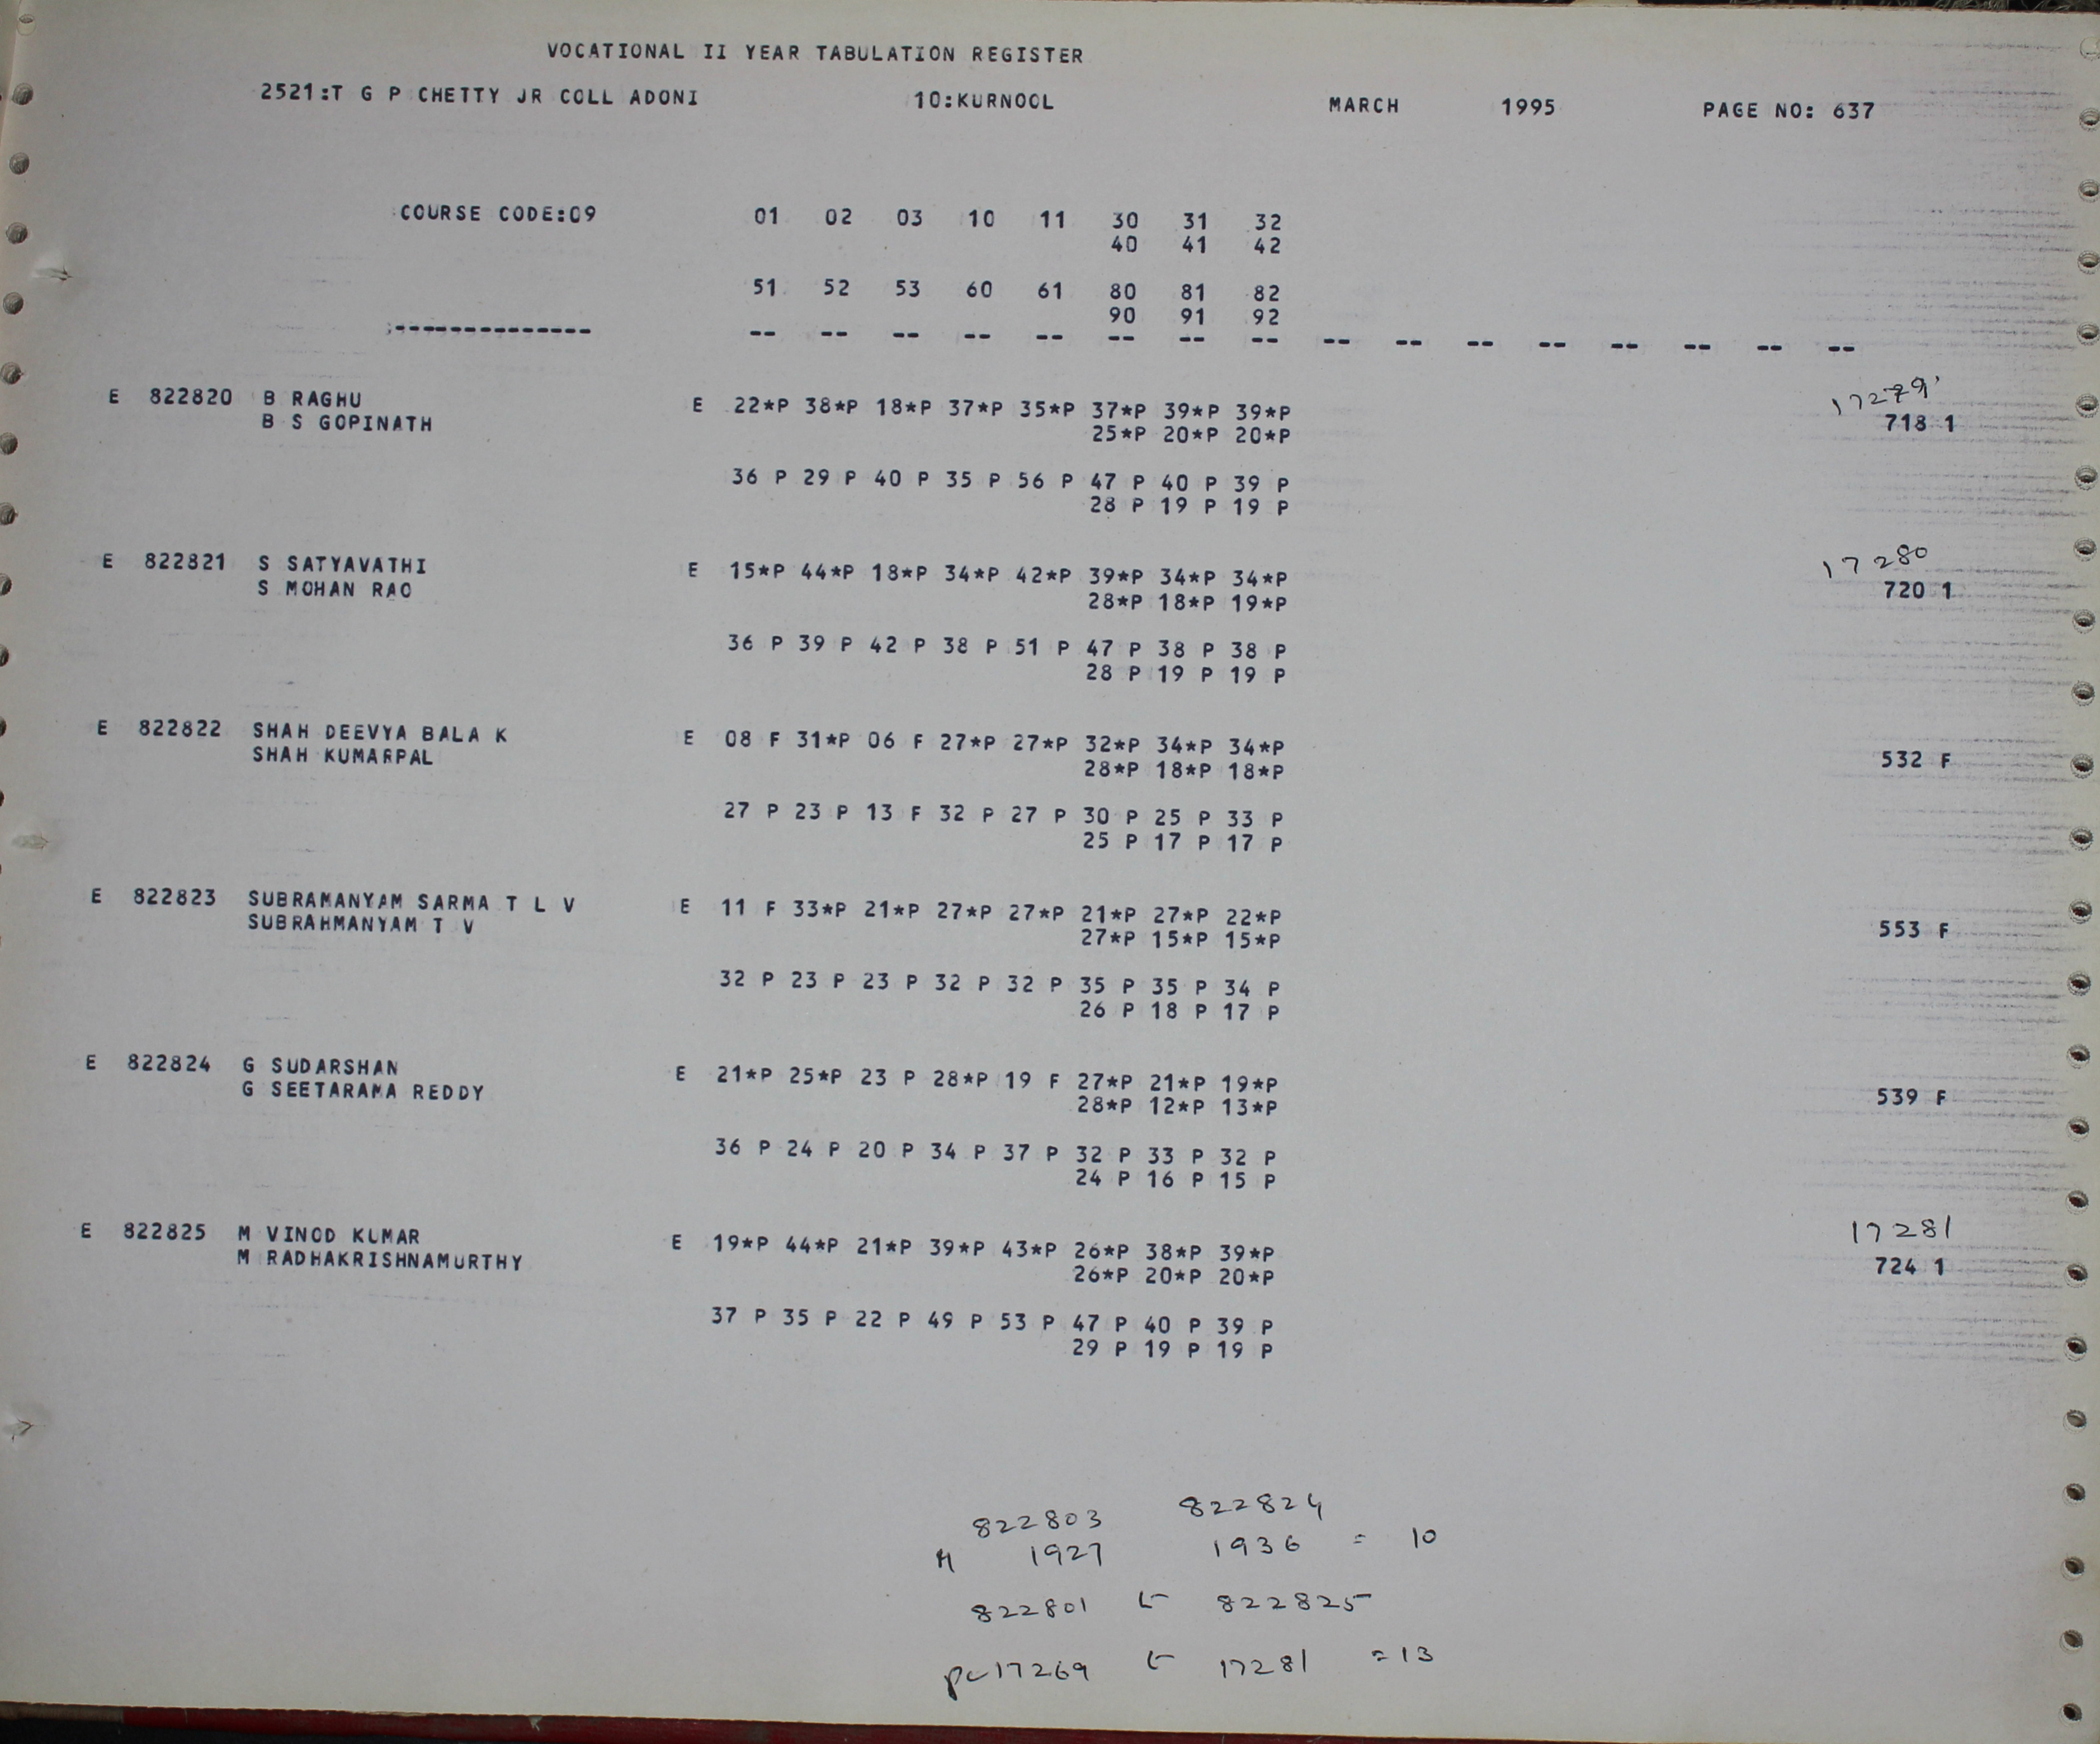 VOCATIONAL II YEAR TABULATION REGISTER
2521:T G P CHETTY JR COLL ADONI 10:KURNOOL MARCH 1995 PAGE NO: 637
COURSE CODE:09 01 02 03 10 11 30 31 32
40 41 42
51 52 53 60 61 80 81 82
90 91 92
-------------- -- -- -- -- -- -- -- -- -- -- -- -- -- -- -- --
17279
E 822820 B RAGHU E 22*P 38*P 18*P 37*P 35*P 37*P 39*P 39*P
B S GOPINATH 25*P 20*P 20*P 718 1
36 P 29 P 40 P 35 P 56 P 47 P 40 P 39 P
28 P 19 P 19 P
17280
E 822821 S SATYAVATHI E 15*P 44*P 18*P 34*P 42*P 39*P 34*P 34*P
S MOHAN RAO 28*P 18*P 19*P 720 1
36 P 39 P 42 P 38 P 51 P 47 P 38 P 38 P
28 P 19 P 19 P
E 822822 SHAH DEEVYA BALA K E 08 F 31*P 06 F 27*P 27*P 32*P 34*P 34*P
SHAH KUMARPAL 28*P 18*P 18*P 532 F
27 P 23 P 13 F 32 P 27 P 30 P 25 P 33 P
25 P 17 P 17 P
E 822823 SUBRAMANYAM SARMA T L V E 11 F 33*P 21*P 27*P 27*P 21*P 27*P 22*P
SUBRAHMANYAM T V 27*P 15*P 15*P 553 F
32 P 23 P 23 P 32 P 32 P 35 P 35 P 34 P
26 P 18 P 17 P
E 822824 G SUDARSHAN E 21*P 25*P 23 P 28*P 19 F 27*P 21*P 19*P
G SEETARAMA REDDY 28*P 12*P 13*P 539 F
36 P 24 P 20 P 34 P 37 P 32 P 33 P 32 P
24 P 16 P 15 P
17281
E 822825 M VINOD KUMAR E 19*P 44*P 21*P 39*P 43*P 26*P 38*P 39*P
M RADHAKRISHNAMURTHY 26*P 20*P 20*P 724 1
37 P 35 P 22 P 49 P 53 P 47 P 40 P 39 P
29 P 19 P 19 P
822803 822824
1927 1936 = 10
822801 822825
17269 17281 = 13